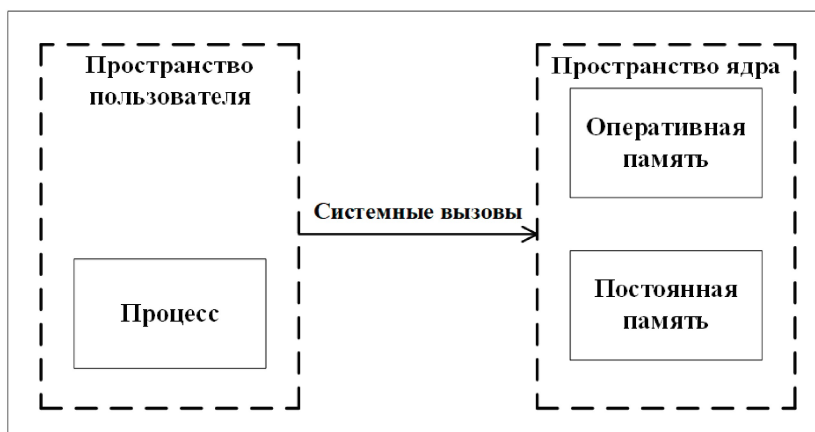 Пространство
пользователя
Процесс
Системные вызовы
Пространство ядра
Оперативная
память
Постоянная
память